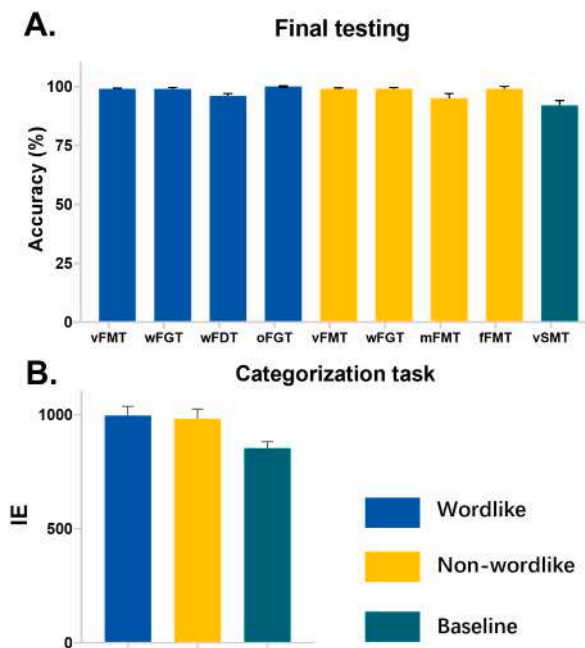 A. Final testing
Accuracy (%)
100
75
50
25
0
vFMT wFGT wFDT oFGT vFMT wFGT mFMT fFMT vSMT
B. Categorization task
IE
1000
500
0
Wordlike
Non-wordlike
Baseline